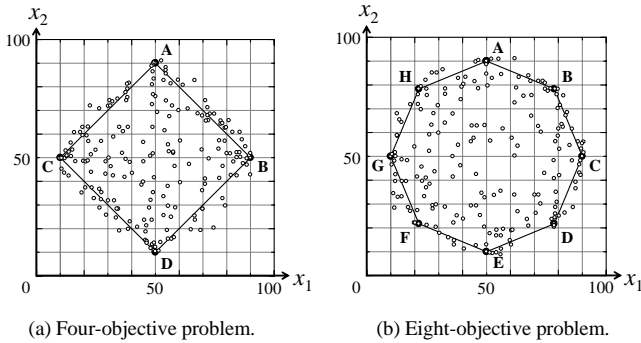 x2
x2
100
100
A
A
H
B
50
C
B
50
G
C
F
D
D
E
0
50
100
x1
0
50
100
x1
(a) Four-objective problem.
(b) Eight-objective problem.